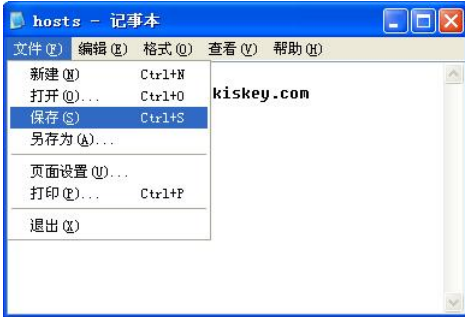 hosts - 记事本
文件(F) 编辑(E) 格式(O) 查看(V) 帮助(H)
新建(N) Ctrl+N
打开(O)... Ctrl+O
kiskey.com
保存(S) Ctrl+S
另存为(A)...
页面设置(U)...
打印(P)... Ctrl+P
退出(X)